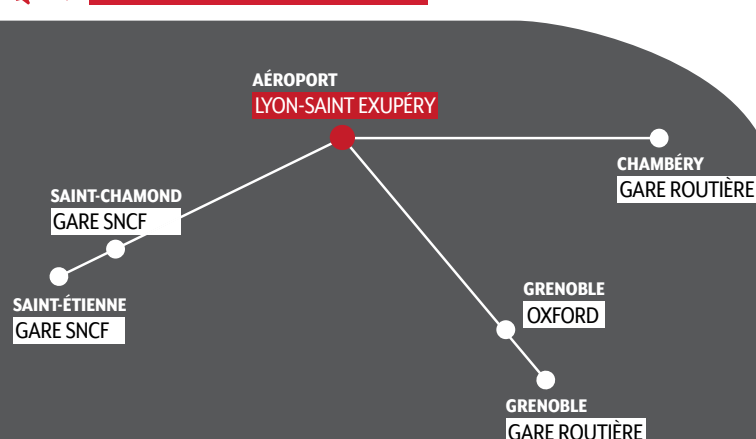 AÉROPORT
LYON-SAINT EXUPÉRY
CHAMBÉRY
GARE ROUTIÈRE
SAINT-CHAMOND
GARE SNCF
SAINT-ÉTIENNE
GARE SNCF
GRENOBLE
OXFORD
GRENOBLE
GARE ROUTIÈRE